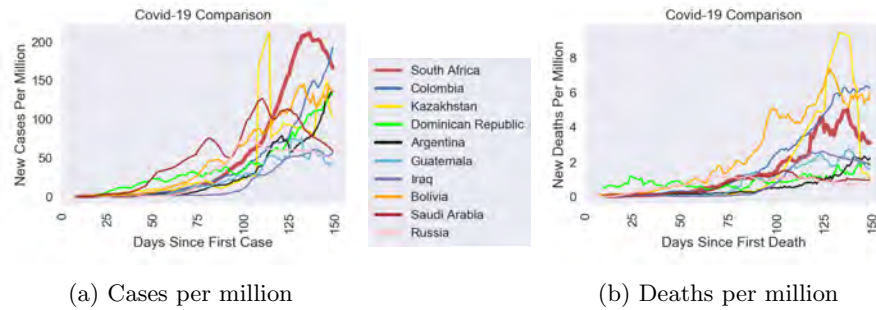 Covid-19 Comparison
New Cases Per Million
200
150
100
50
0
0
25
50
75
100
125
150
Days Since First Case
South Africa
Colombia
Kazakhstan
Dominican Republic
Argentina
Guatemala
Iraq
Bolivia
Saudi Arabia
Russia
Covid-19 Comparison
New Deaths Per Million
8
6
4
2
0
0
25
50
75
100
125
150
Days Since First Death
(a) Cases per million
(b) Deaths per million